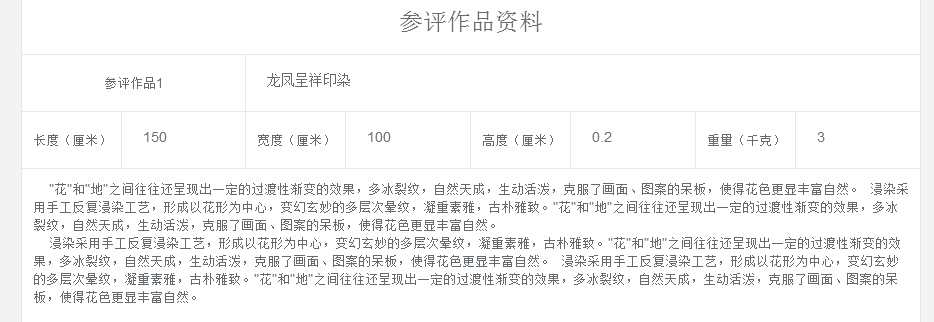 参评作品资料
参评作品1 龙凤呈祥印染
长度（厘米） 150 宽度（厘米） 100 高度（厘米） 0.2 重量（千克） 3
"花"和"地"之间往往还呈现出一定的过渡性渐变的效果，多冰裂纹，自然天成，生动活泼，克服了画面、图案的呆板，使得花色更显丰富自然。 浸染采
用手工反复浸染工艺，形成以花形为中心，变幻玄妙的多层次晕纹，凝重素雅，古朴雅致。"花"和"地"之间往往还呈现出一定的过渡性渐变的效果，多冰
裂纹，自然天成，生动活泼，克服了画面、图案的呆板，使得花色更显丰富自然。
浸染采用手工反复浸染工艺，形成以花形为中心，变幻玄妙的多层次晕纹，凝重素雅，古朴雅致。"花"和"地"之间往往还呈现出一定的过渡性渐变的效
果，多冰裂纹，自然天成，生动活泼，克服了画面、图案的呆板，使得花色更显丰富自然。 浸染采用手工反复浸染工艺，形成以花形为中心，变幻玄妙
的多层次晕纹，凝重素雅，古朴雅致。"花"和"地"之间往往还呈现出一定的过渡性渐变的效果，多冰裂纹，自然天成，生动活泼，克服了画面、图案的呆
板，使得花色更显丰富自然。